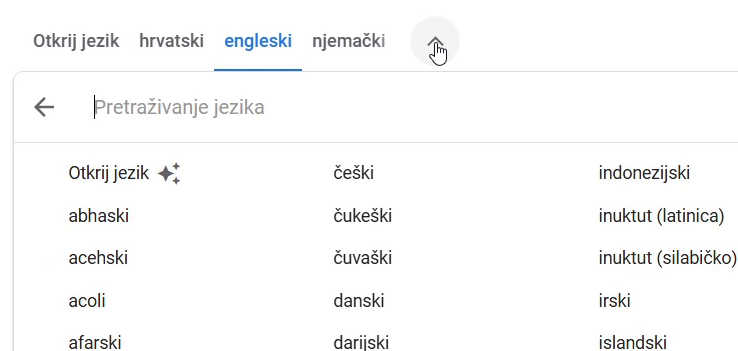 Otkrij jezik hrvatski engleski njemački
Pretraživanje jezika
Otkrij jezik češki indonezijski
abhaski čukeški inuktut (latinica)
acehski čuvaški inuktut (silabičko)
acoli danski irski
afarski darijski islandski